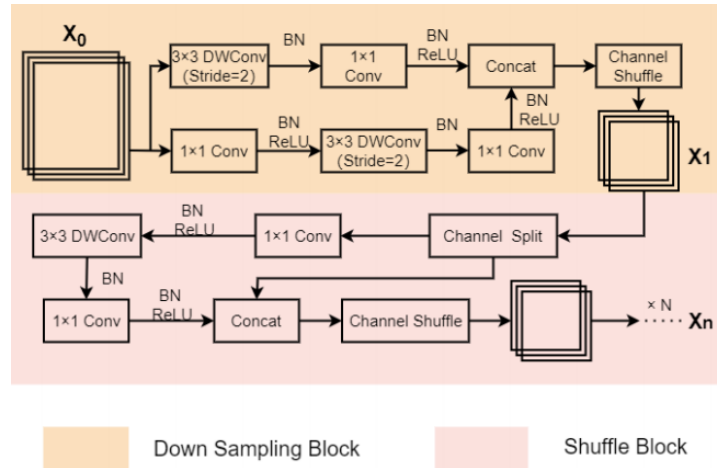 X0
3×3 DWConv
(Stride=2)
BN
1×1
Conv
BN
ReLU
Concat
Channel
Shuffle
1×1 Conv
BN
ReLU
3×3 DWConv
(Stride=2)
BN
1×1 Conv
BN
ReLU
X1
3×3 DWConv
BN
ReLU
1×1 Conv
Channel Split
BN
1×1 Conv
BN
ReLU
Concat
Channel Shuffle
× N
...... Xn
Down Sampling Block
Shuffle Block